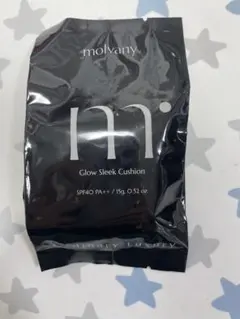 molvany.
m
Glow Sleek Cushion
SPF40 PA++ / 15g, 0.52 oz